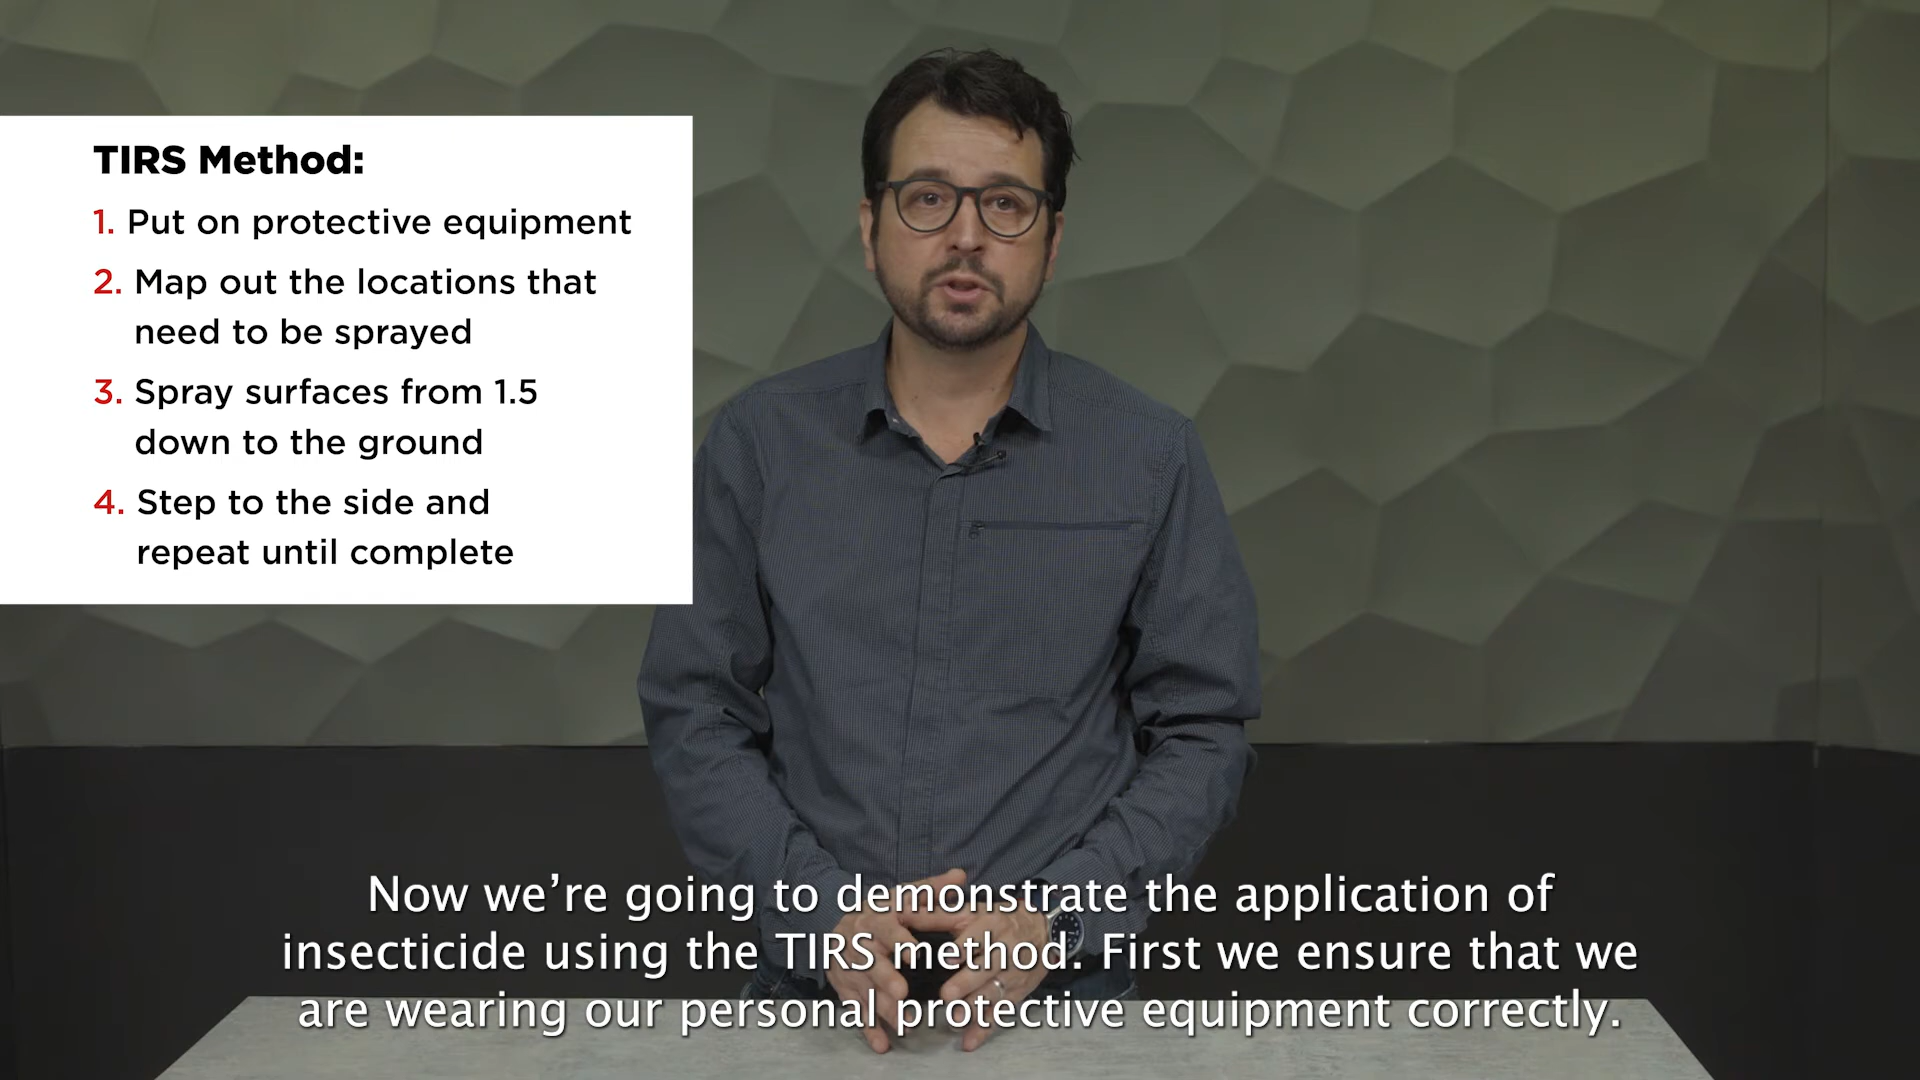 TIRS Method:
1. Put on protective equipment
2. Map out the locations that
need to be sprayed
3. Spray surfaces from 1.5
down to the ground
4. Step to the side and
repeat until complete
Now we’re going to demonstrate the application of
insecticide using the TIRS method. First we ensure that we
are wearing our personal protective equipment correctly.